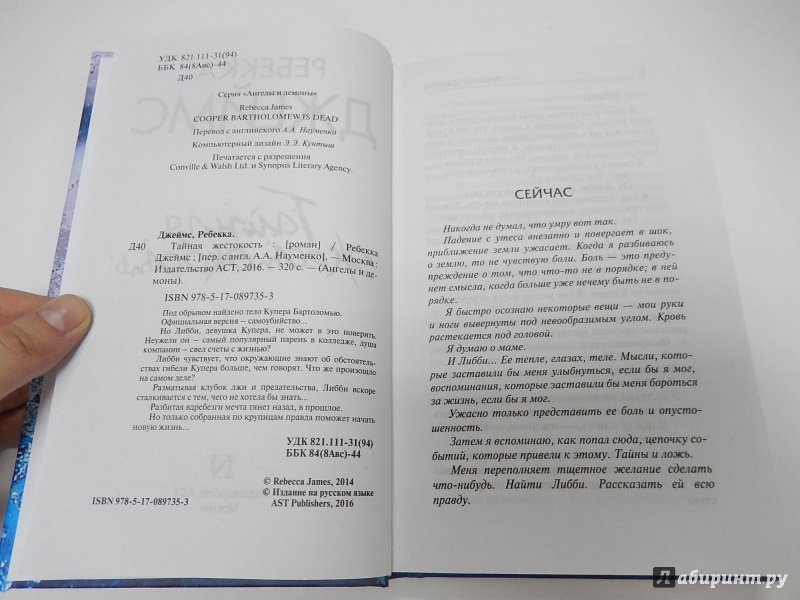 УДК 821.111-31(94)
ББК 84(8Авс)-44
Д40
Серия «Ангелы и демоны»
Rebecca James
COOPER BARTHOLOMEW IS DEAD
Перевод с английского А.А. Науменко
Компьютерный дизайн Э.Э. Кунтыш
Печатается с разрешения
Conville & Walsh Ltd. и Synopsis Literary Agency.
Джеймс, Ребекка.
Д40 Тайная жестокость : [роман] / Ребекка
Джеймс ; [пер. с англ. А.А. Науменко]. — Москва :
Издательство АСТ, 2016. — 320 с. — (Ангелы и де-
моны).
ISBN 978-5-17-089735-3
Под обрывом найдено тело Купера Бартоломью.
Официальная версия — самоубийство...
Но Либби, девушка Купера, не может в это поверить.
Неужели он — самый популярный парень в колледже, душа
компании — свел счеты с жизнью?
Либби чувствует, что окружающие знают об обстоятель-
ствах гибели Купера больше, чем говорят. Что же произошло
на самом деле?
Разматывая клубок лжи и предательства, Либби вскоре
сталкивается с тем, чего не хотела бы знать...
Разбитая вдребезги мечта тянет назад, в прошлое.
Но только собранная по крупицам правда поможет начать
новую жизнь...
УДК 821.111-31(94)
ББК 84(8Авс)-44
© Rebecca James, 2014
© Издание на русском языке
AST Publishers, 2016
ISBN 978-5-17-089735-3
СЕЙЧАС
Никогда не думал, что умру вот так.
Падение с утеса внезапно и повергает в шок,
приближение земли ужасает. Когда я разбиваюсь
о землю, то не чувствую боли. Боль — это преду-
преждение о том, что что-то не в порядке; в ней
нет смысла, когда больше уже нечему быть не в по-
рядке.
Я быстро осознаю некоторые вещи — мои руки
и ноги вывернуты под невообразимым углом. Кровь
растекается под головой.
Я думаю о маме.
И Либби... Ее тепле, глазах, теле. Мысли, кото-
рые заставили бы меня улыбнуться, если бы я мог,
воспоминания, которые заставили бы меня бороться
за жизнь, если бы я мог.
Ужасно только представить ее боль и опусто-
шенность.
Затем я вспоминаю, как попал сюда, цепочку со-
бытий, которые привели к этому. Тайны и ложь.
Меня переполняет тщетное желание сделать
что-нибудь. Найти Либби. Рассказать ей всю
правду.
Лабиринт.ру